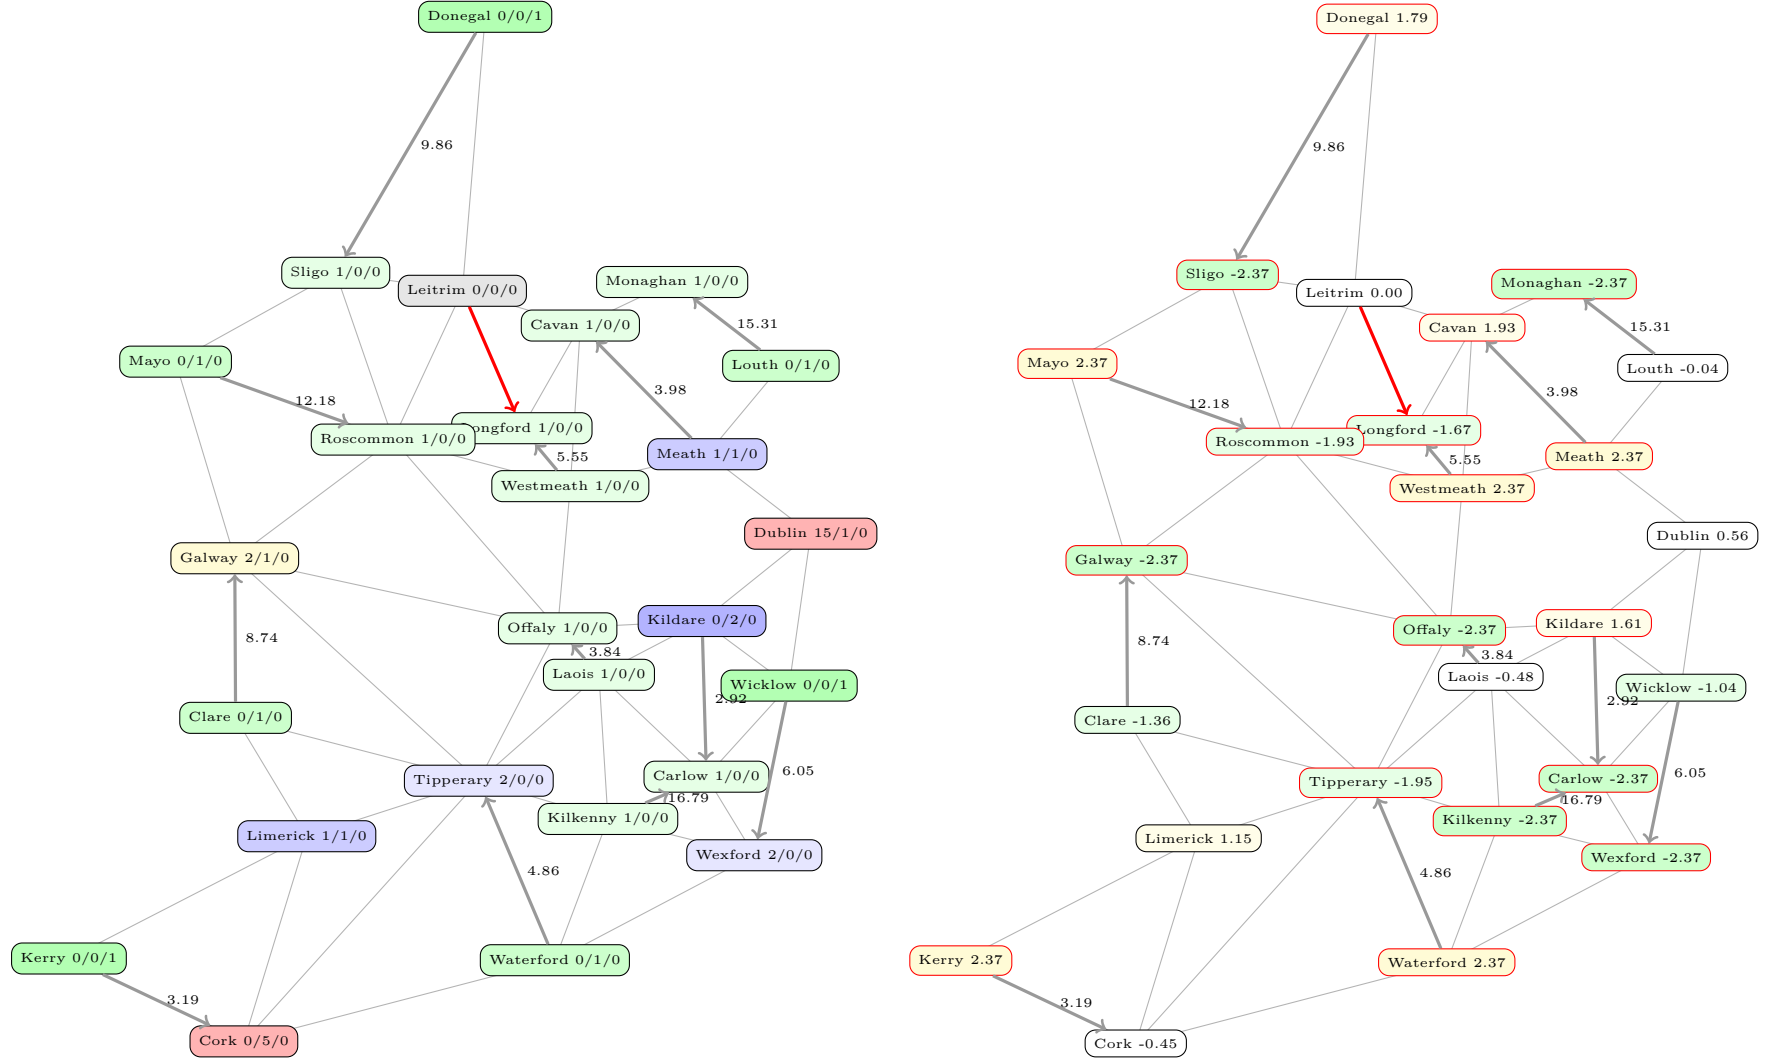 Donegal 0/0/1
9.86
Sligo 1/0/0
Leitrim 0/0/0
Monaghan 1/0/0
Cavan 1/0/0
15.31
Mayo 0/1/0
Louth 0/1/0
3.98
12.18
Longford 1/0/0
Roscommon 1/0/0
Meath 1/1/0
5.55
Westmeath 1/0/0
Dublin 15/1/0
Galway 2/1/0
Offaly 1/0/0
Kildare 0/2/0
8.74
3.84
Laois 1/0/0
Wicklow 0/0/1
2.92
Clare 0/1/0
Tipperary 2/0/0
Carlow 1/0/0
6.05
16.79
Kilkenny 1/0/0
Limerick 1/1/0
Wexford 2/0/0
4.86
Kerry 0/0/1
Waterford 0/1/0
3.19
Cork 0/5/0
Donegal 1.79
9.86
Sligo -2.37
Leitrim 0.00
Monaghan -2.37
Cavan 1.93
15.31
Mayo 2.37
Louth -0.04
3.98
12.18
Longford -1.67
Roscommon -1.93
Meath 2.37
5.55
Westmeath 2.37
Dublin 0.56
Galway -2.37
Offaly -2.37
Kildare 1.61
8.74
3.84
Laois -0.48
Wicklow -1.04
2.92
Clare -1.36
Tipperary -1.95
Carlow -2.37
6.05
16.79
Kilkenny -2.37
Limerick 1.15
Wexford -2.37
4.86
Kerry 2.37
Waterford 2.37
3.19
Cork -0.45